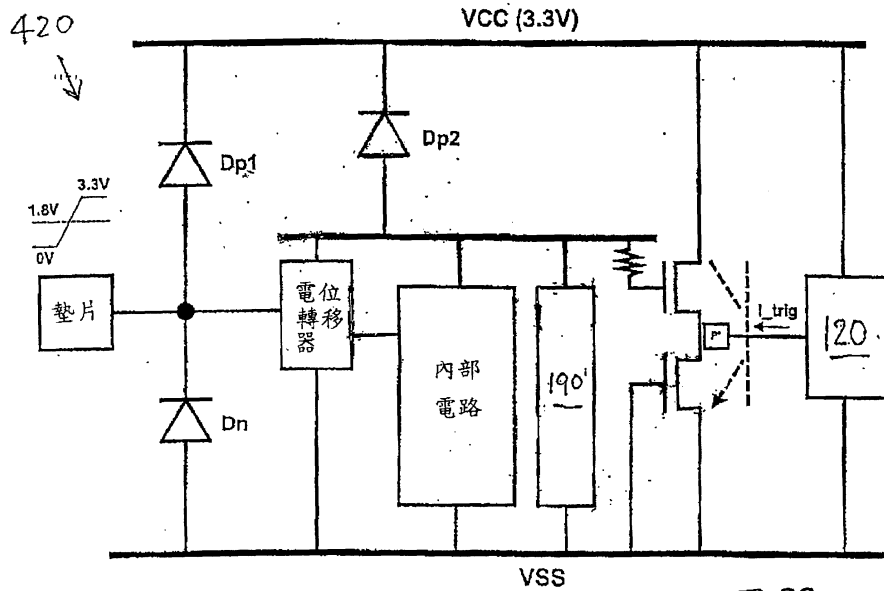 420
VCC (3.3V)
Dp1
Dp2
3.3V
1.8V
0V
墊片
電位
轉移
器
內部
電路
190'
I_trig
120
Dn
VSS